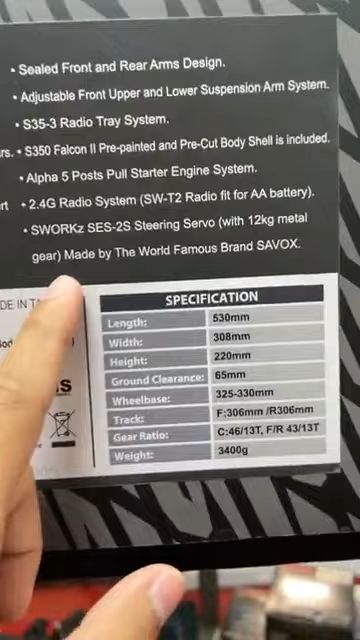 • Sealed Front and Rear Arms Design.
• Adjustable Front Upper and Lower Suspension Arm System.
• S35-3 Radio Tray System.
rs. • S350 Falcon II Pre-painted and Pre-Cut Body Shell is included.
• Alpha 5 Posts Pull Starter Engine System.
rt • 2.4G Radio System (SW-T2 Radio fit for AA battery).
• SWORKz SES-2S Steering Servo (with 12kg metal
gear) Made by The World Famous Brand SAVOX.
DE IN
SPECIFICATION
Length: 530mm
Width: 308mm
Height: 220mm
Ground Clearance: 65mm
Wheelbase: 325-330mm
Track: F:306mm /R306mm
Gear Ratio: C:46/13T, F/R 43/13T
Weight: 3400g